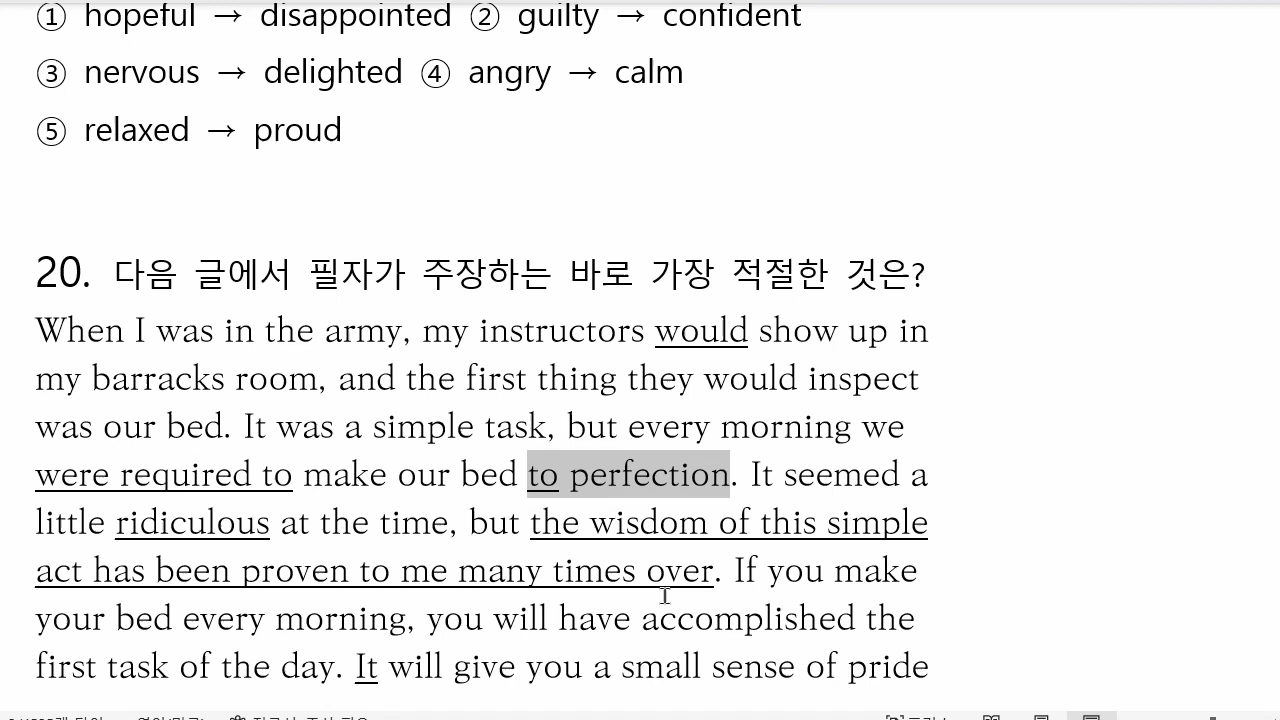 ① hopeful → disappointed ② guilty → confident
③ nervous → delighted ④ angry → calm
⑤ relaxed → proud
20. 다음 글에서 필자가 주장하는 바로 가장 적절한 것은?
When I was in the army, my instructors would show up in
my barracks room, and the first thing they would inspect
was our bed. It was a simple task, but every morning we
were required to make our bed to perfection. It seemed a
little ridiculous at the time, but the wisdom of this simple
act has been proven to me many times over. If you make
your bed every morning, you will have accomplished the
first task of the day. It will give you a small sense of pride